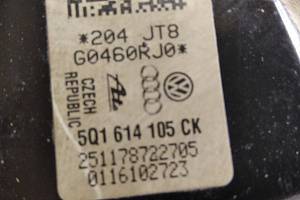 *204 JT8
G0460RJ0*
CZECH
REPUBLIC
5Q1 614 105 CK
251178722705
0116102723